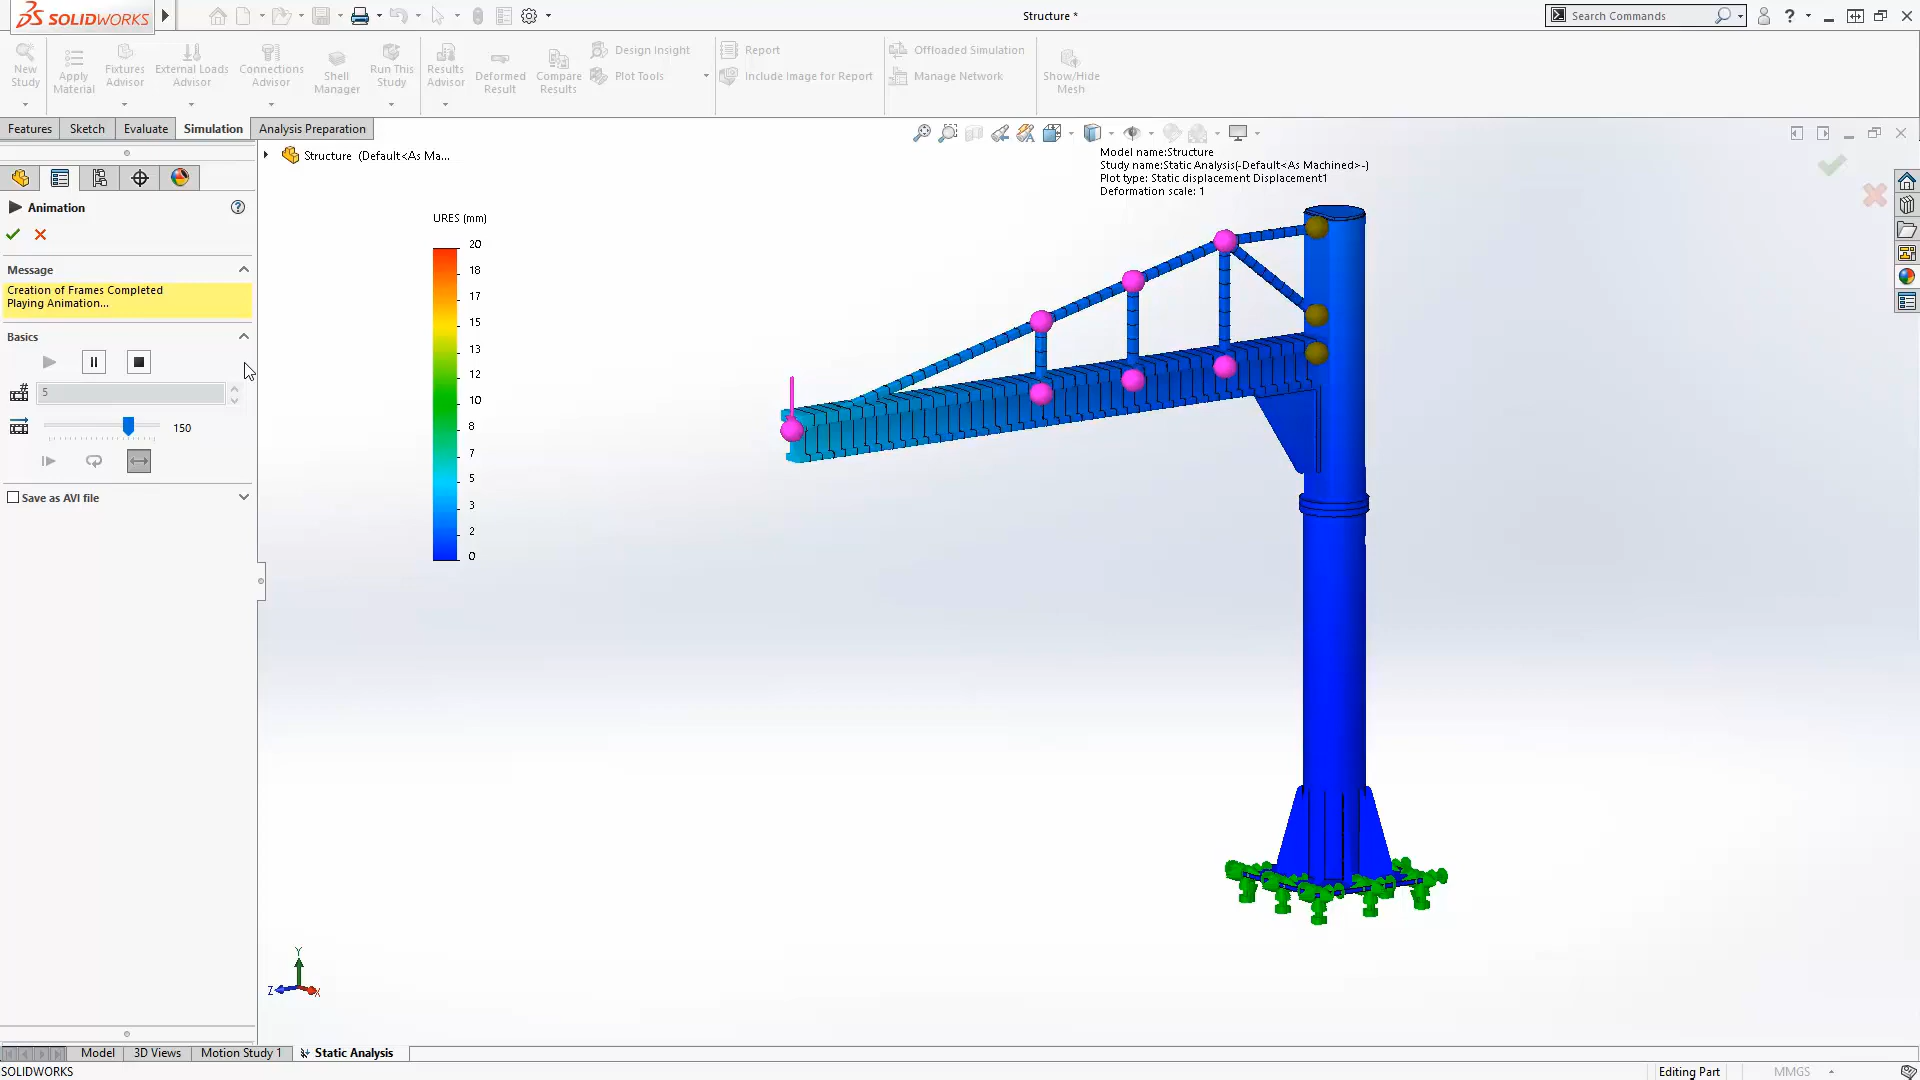 SOLIDWORKS
Structure *
Search Commands
New Study
Apply Material
Fixtures Advisor
External Loads Advisor
Connections Advisor
Shell Manager
Run This Study
Results Advisor
Deformed Result
Compare Results
Design Insight
Plot Tools
Report
Include Image for Report
Offloaded Simulation
Manage Network
Show/Hide Mesh
Features
Sketch
Evaluate
Simulation
Analysis Preparation
Structure (Default<As Ma...
Model name:Structure
Study name:Static Analysis(-Default<As Machined>-)
Plot type: Static displacement Displacement1
Deformation scale: 1
Animation
Message
Creation of Frames Completed
Playing Animation...
Basics
5
150
Save as AVI file
URES (mm)
20
18
17
15
13
12
10
8
7
5
3
2
0
Y
Z
X
Model
3D Views
Motion Study 1
Static Analysis
SOLIDWORKS
Editing Part
MMGS